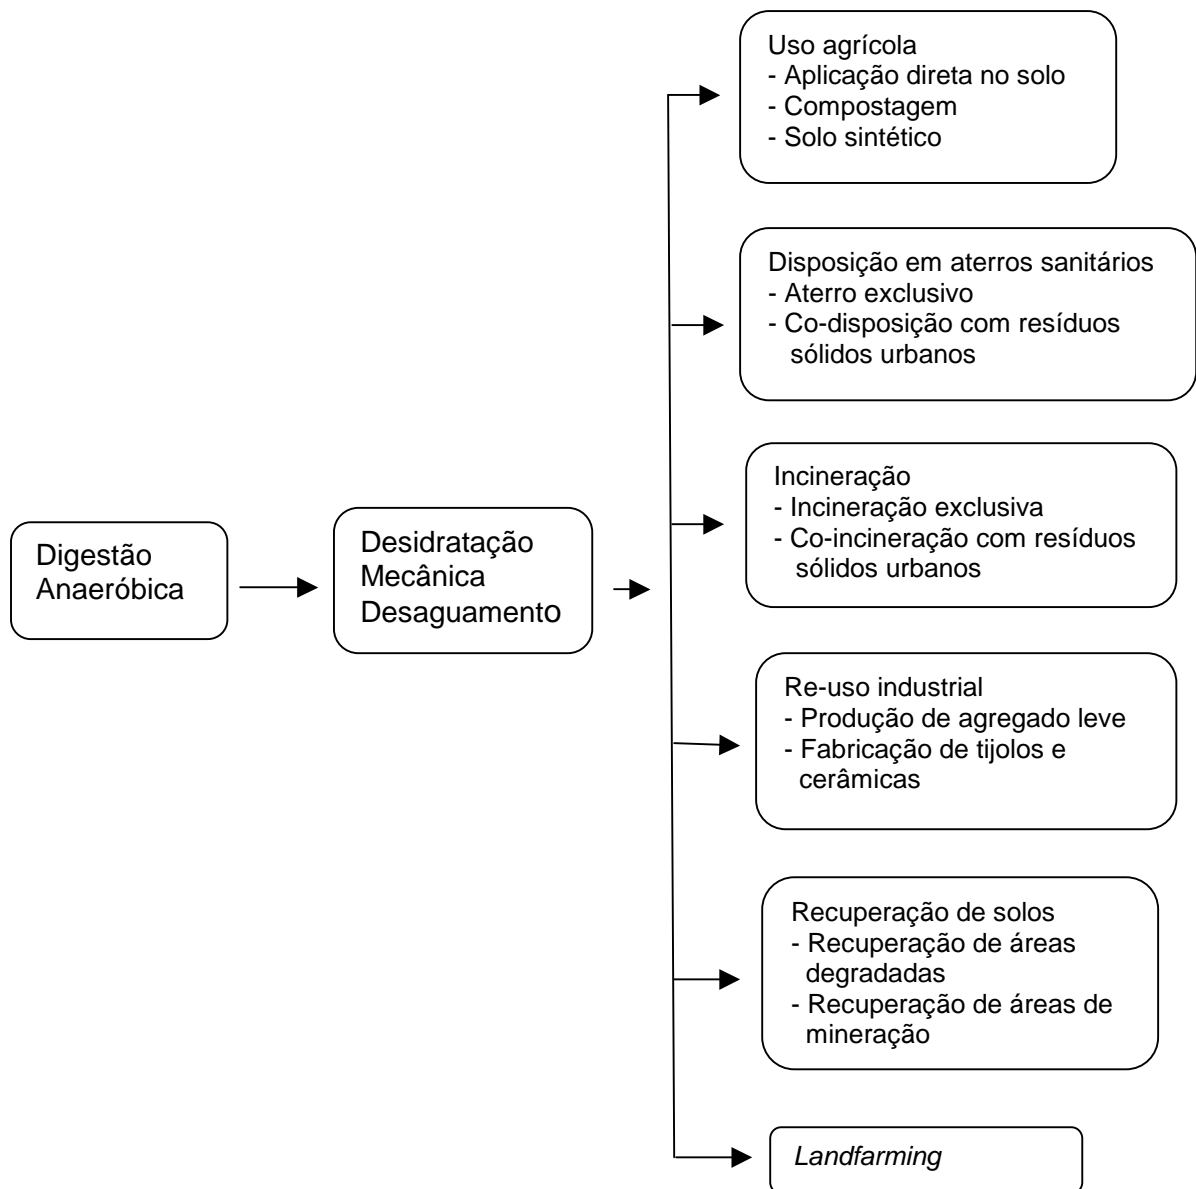 Uso agrícola
- Aplicação direta no solo
- Compostagem
- Solo sintético
Disposição em aterros sanitários
- Aterro exclusivo
- Co-disposição com resíduos
sólidos urbanos
Incineração
- Incineração exclusiva
- Co-incineração com resíduos
sólidos urbanos
Digestão
Anaeróbica
Desidratação
Mecânica
Desaguamento
Re-uso industrial
- Produção de agregado leve
- Fabricação de tijolos e
cerâmicas
Recuperação de solos
- Recuperação de áreas
degradadas
- Recuperação de áreas de
mineração
Landfarming